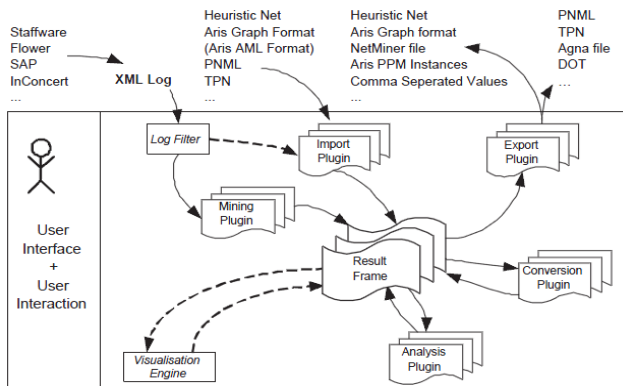 Staffware
Flower
SAP
InConcert
...
XML Log
Heuristic Net
Aris Graph Format
(Aris AML Format)
PNML
TPN
...
Heuristic Net
Aris Graph format
NetMiner file
Aris PPM Instances
Comma Seperated Values
...
PNML
TPN
Agna file
DOT
...
User
Interface
+
User
Interaction
Log Filter
Import
Plugin
Export
Plugin
Mining
Plugin
Result
Frame
Conversion
Plugin
Visualisation
Engine
Analysis
Plugin